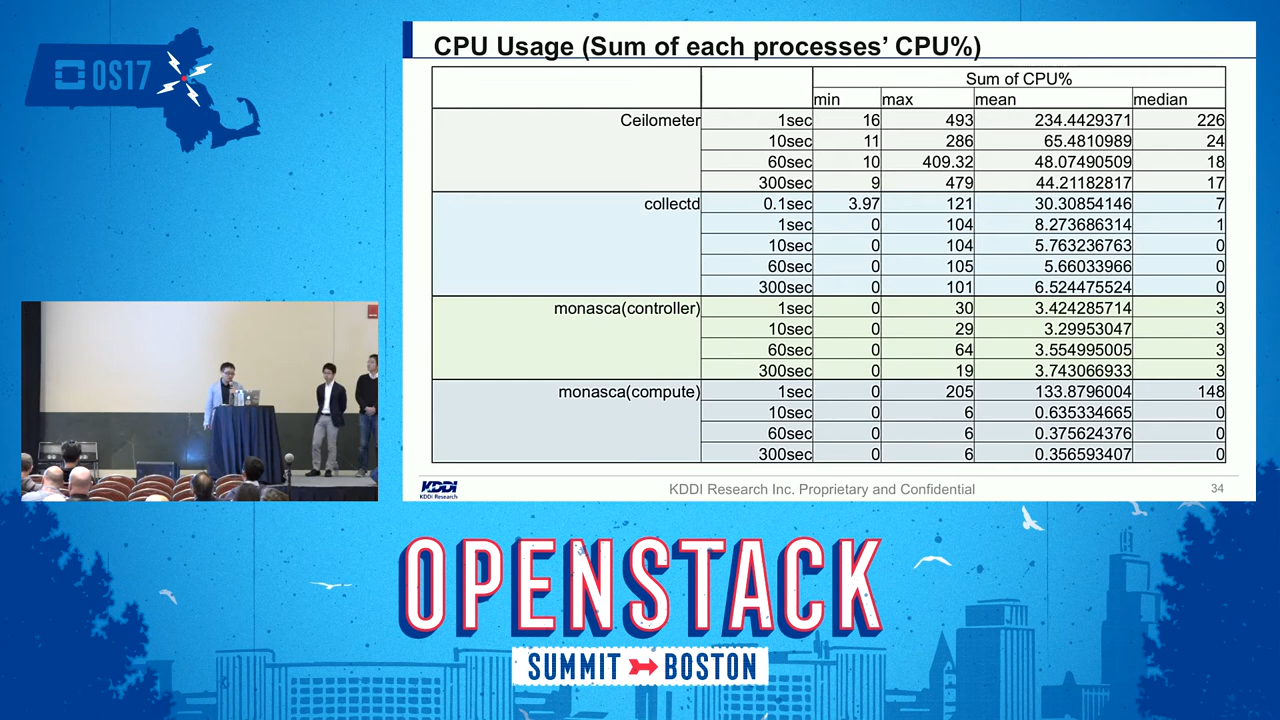 OS17
CPU Usage (Sum of each processes' CPU%)
Sum of CPU%
min max mean median
Ceilometer 1sec 16 493 234.4429371 226
10sec 11 286 65.4810989 24
60sec 10 409.32 48.07490509 18
300sec 9 479 44.21182817 17
collectd 0.1sec 3.97 121 30.30854146 7
1sec 0 104 8.273686314 1
10sec 0 104 5.763236763 0
60sec 0 105 5.66033966 0
300sec 0 101 6.524475524 0
monasca(controller) 1sec 0 30 3.424285714 3
10sec 0 29 3.29953047 3
60sec 0 64 3.554995005 3
300sec 0 19 3.743066933 3
monasca(compute) 1sec 0 205 133.8796004 148
10sec 0 6 0.635334665 0
60sec 0 6 0.375624376 0
300sec 0 6 0.356593407 0
KDDI
KDDI Research
KDDI Research Inc. Proprietary and Confidential
34
OPENSTACK
SUMMIT BOSTON